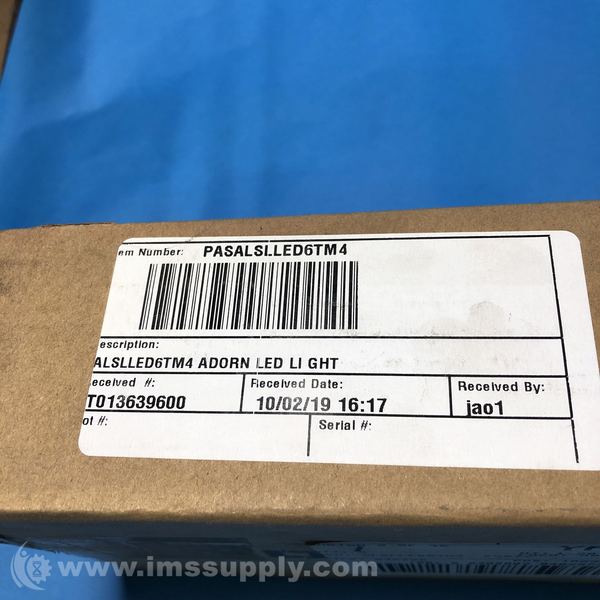 em Number: PASALSLLED6TM4
escription:
ALSLLED6TM4 ADORN LED LI GHT
eceived #: Received Date: Received By:
T013639600 10/02/19 16:17 jao1
ot #: Serial #:
www.imssupply.com